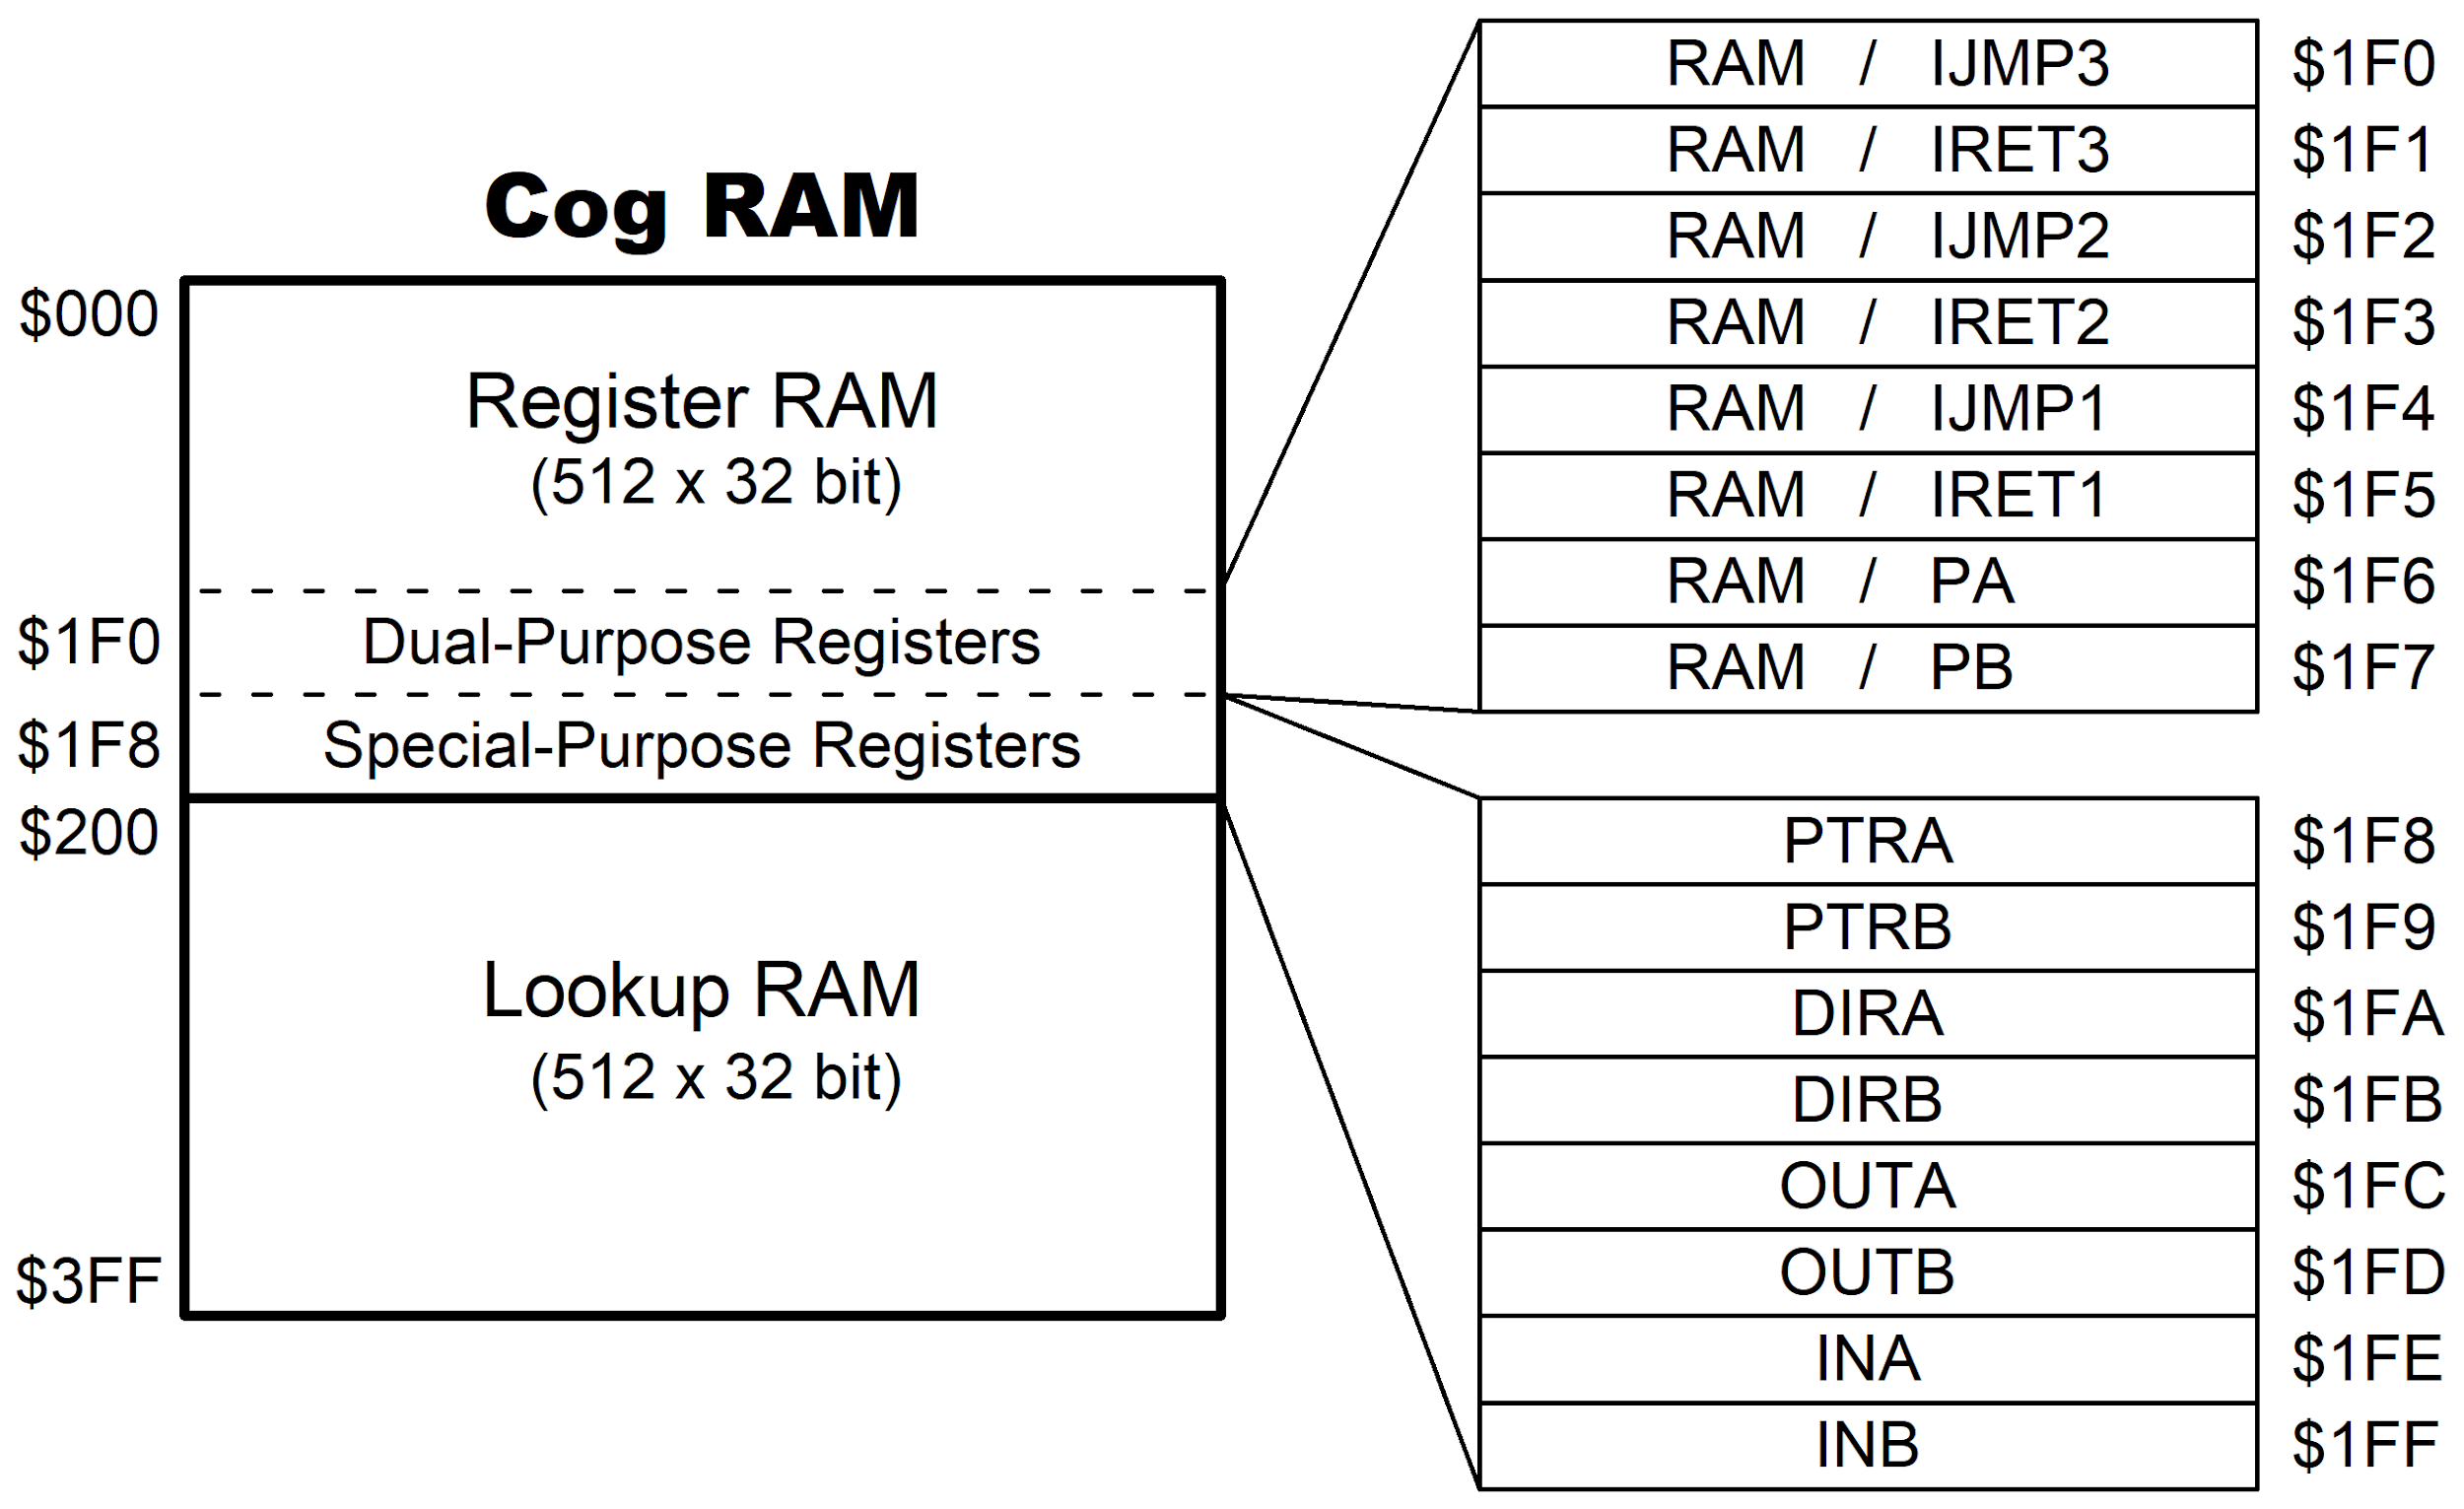 Cog RAM
$000
Register RAM
(512 x 32 bit)
$1F0 Dual-Purpose Registers
$1F8 Special-Purpose Registers
$200
Lookup RAM
(512 x 32 bit)
$3FF
RAM / IJMP3 $1F0
RAM / IRET3 $1F1
RAM / IJMP2 $1F2
RAM / IRET2 $1F3
RAM / IJMP1 $1F4
RAM / IRET1 $1F5
RAM / PA $1F6
RAM / PB $1F7
PTRA $1F8
PTRB $1F9
DIRA $1FA
DIRB $1FB
OUTA $1FC
OUTB $1FD
INA $1FE
INB $1FF